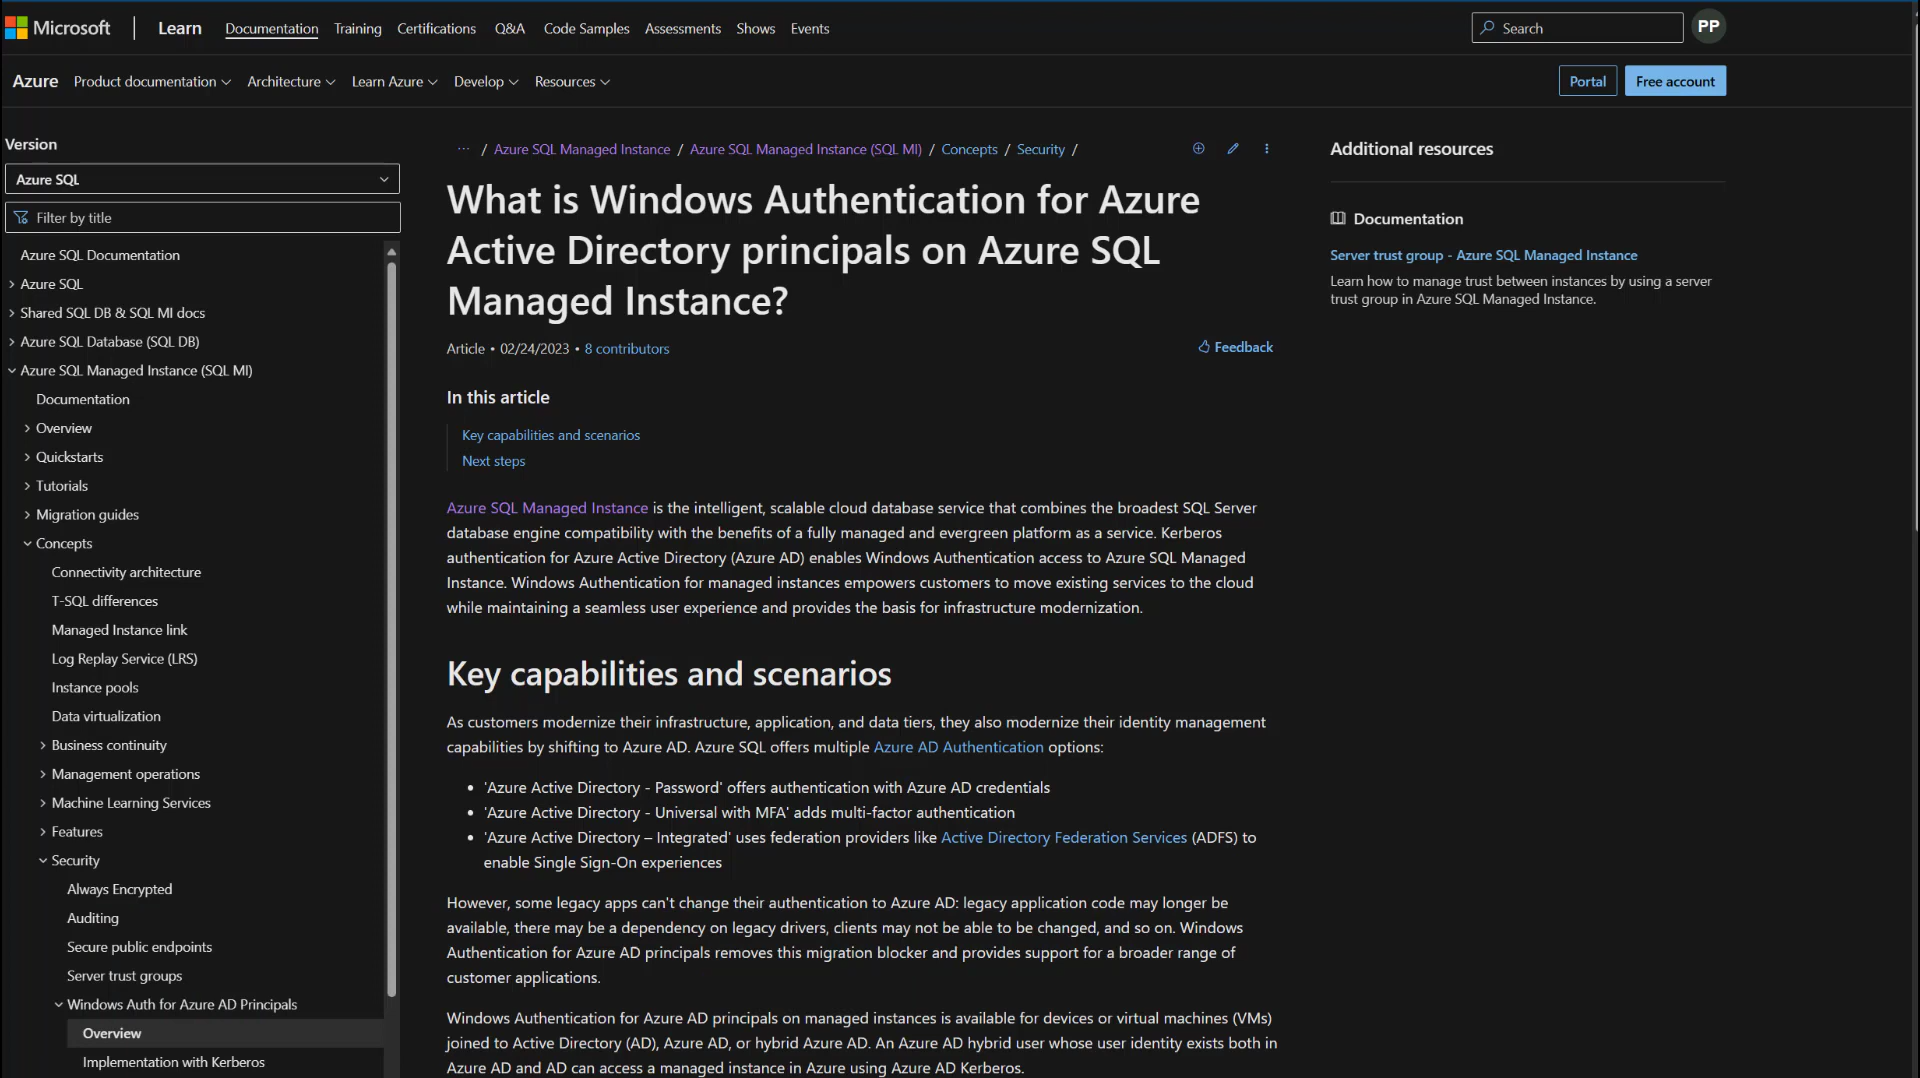 Microsoft
Learn
Documentation
Training
Certifications
Q&A
Code Samples
Assessments
Shows
Events
Search
PP
Azure
Product documentation
Architecture
Learn Azure
Develop
Resources
Portal
Free account
Version
Azure SQL
Filter by title
Azure SQL Documentation
Azure SQL
Shared SQL DB & SQL MI docs
Azure SQL Database (SQL DB)
Azure SQL Managed Instance (SQL MI)
Documentation
Overview
Quickstarts
Tutorials
Migration guides
Concepts
Connectivity architecture
T-SQL differences
Managed Instance link
Log Replay Service (LRS)
Instance pools
Data virtualization
Business continuity
Management operations
Machine Learning Services
Features
Security
Always Encrypted
Auditing
Secure public endpoints
Server trust groups
Windows Auth for Azure AD Principals
Overview
Implementation with Kerberos
··· / Azure SQL Managed Instance / Azure SQL Managed Instance (SQL MI) / Concepts / Security /
What is Windows Authentication for Azure
Active Directory principals on Azure SQL
Managed Instance?
Article • 02/24/2023 • 8 contributors
Feedback
In this article
Key capabilities and scenarios
Next steps
Azure SQL Managed Instance is the intelligent, scalable cloud database service that combines the broadest SQL Server
database engine compatibility with the benefits of a fully managed and evergreen platform as a service. Kerberos
authentication for Azure Active Directory (Azure AD) enables Windows Authentication access to Azure SQL Managed
Instance. Windows Authentication for managed instances empowers customers to move existing services to the cloud
while maintaining a seamless user experience and provides the basis for infrastructure modernization.
Key capabilities and scenarios
As customers modernize their infrastructure, application, and data tiers, they also modernize their identity management
capabilities by shifting to Azure AD. Azure SQL offers multiple Azure AD Authentication options:
• 'Azure Active Directory - Password' offers authentication with Azure AD credentials
• 'Azure Active Directory - Universal with MFA' adds multi-factor authentication
• 'Azure Active Directory – Integrated' uses federation providers like Active Directory Federation Services (ADFS) to
enable Single Sign-On experiences
However, some legacy apps can't change their authentication to Azure AD: legacy application code may longer be
available, there may be a dependency on legacy drivers, clients may not be able to be changed, and so on. Windows
Authentication for Azure AD principals removes this migration blocker and provides support for a broader range of
customer applications.
Windows Authentication for Azure AD principals on managed instances is available for devices or virtual machines (VMs)
joined to Active Directory (AD), Azure AD, or hybrid Azure AD. An Azure AD hybrid user whose user identity exists both in
Azure AD and AD can access a managed instance in Azure using Azure AD Kerberos.
Additional resources
Documentation
Server trust group - Azure SQL Managed Instance
Learn how to manage trust between instances by using a server
trust group in Azure SQL Managed Instance.